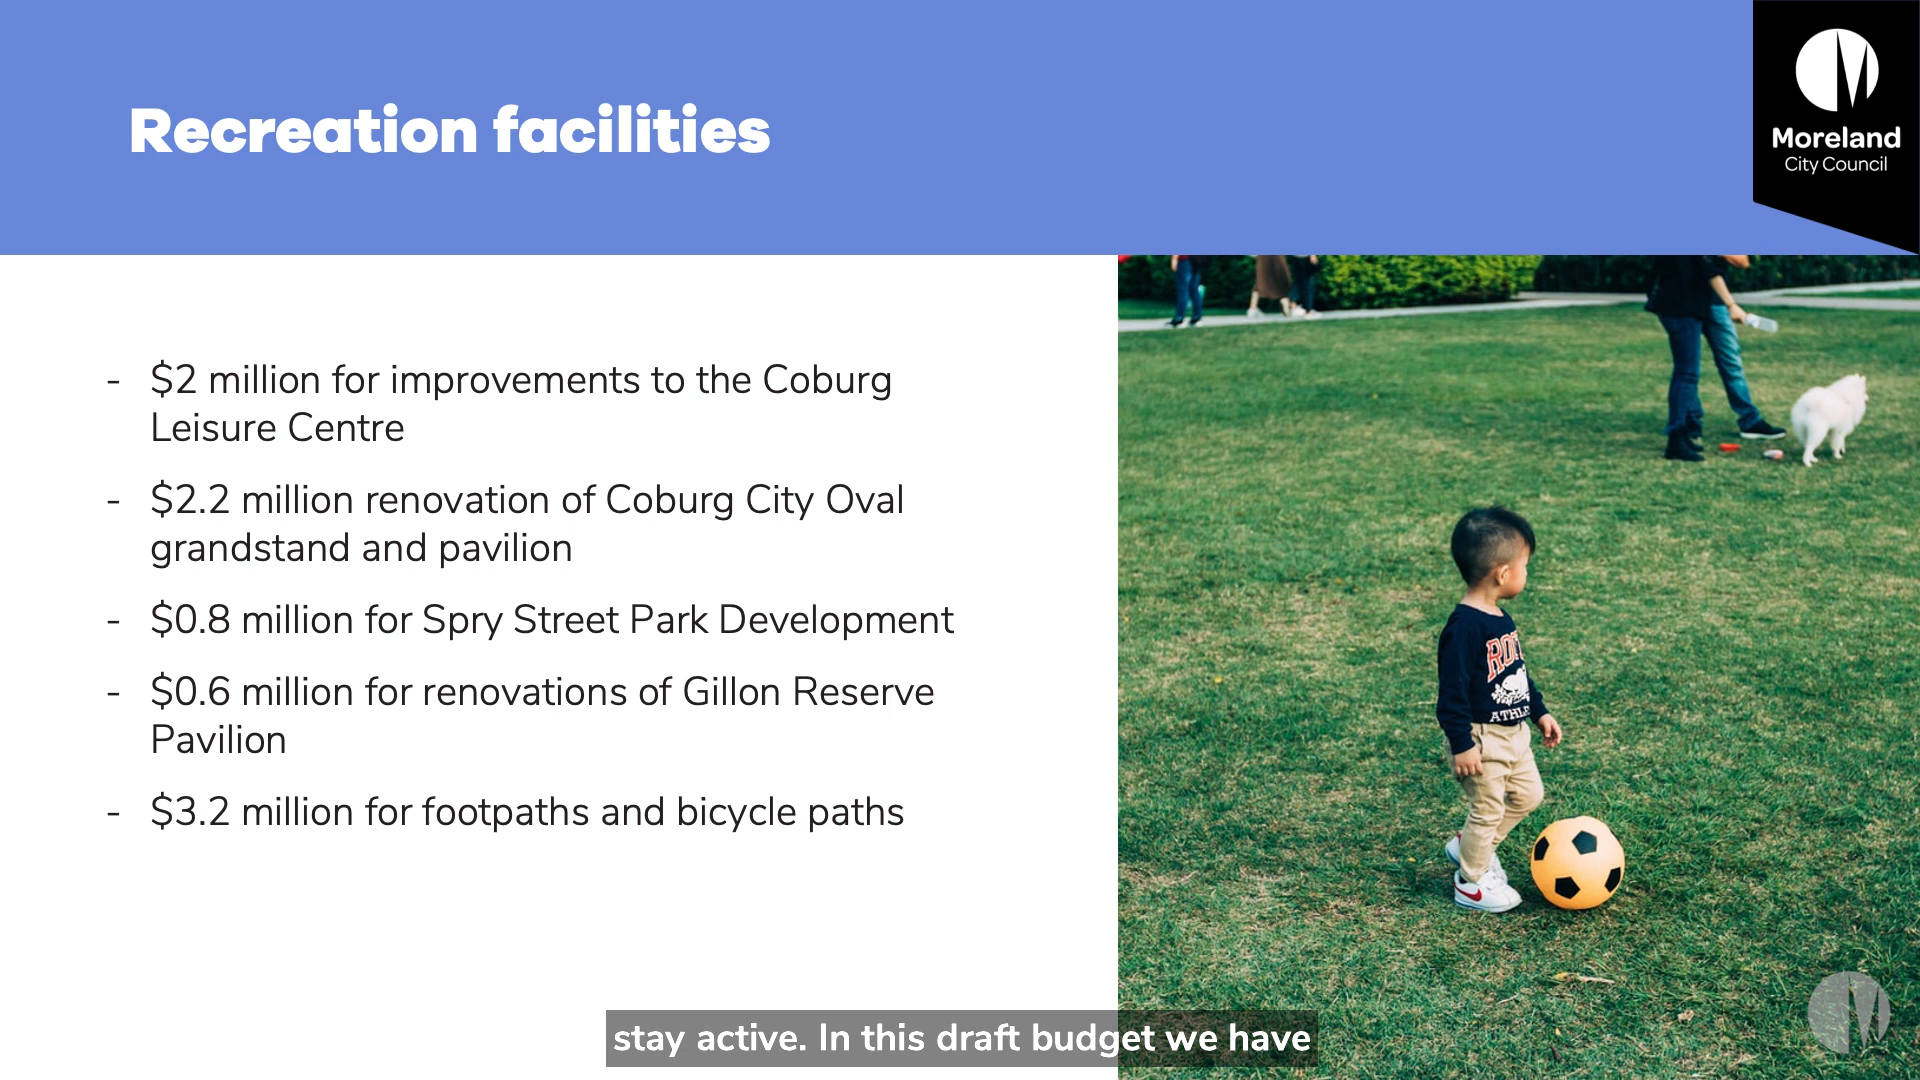 Recreation facilities
Moreland
City Council
- $2 million for improvements to the Coburg
Leisure Centre
- $2.2 million renovation of Coburg City Oval
grandstand and pavilion
- $0.8 million for Spry Street Park Development
- $0.6 million for renovations of Gillon Reserve
Pavilion
- $3.2 million for footpaths and bicycle paths
ATHLE
stay active. In this draft budget we have